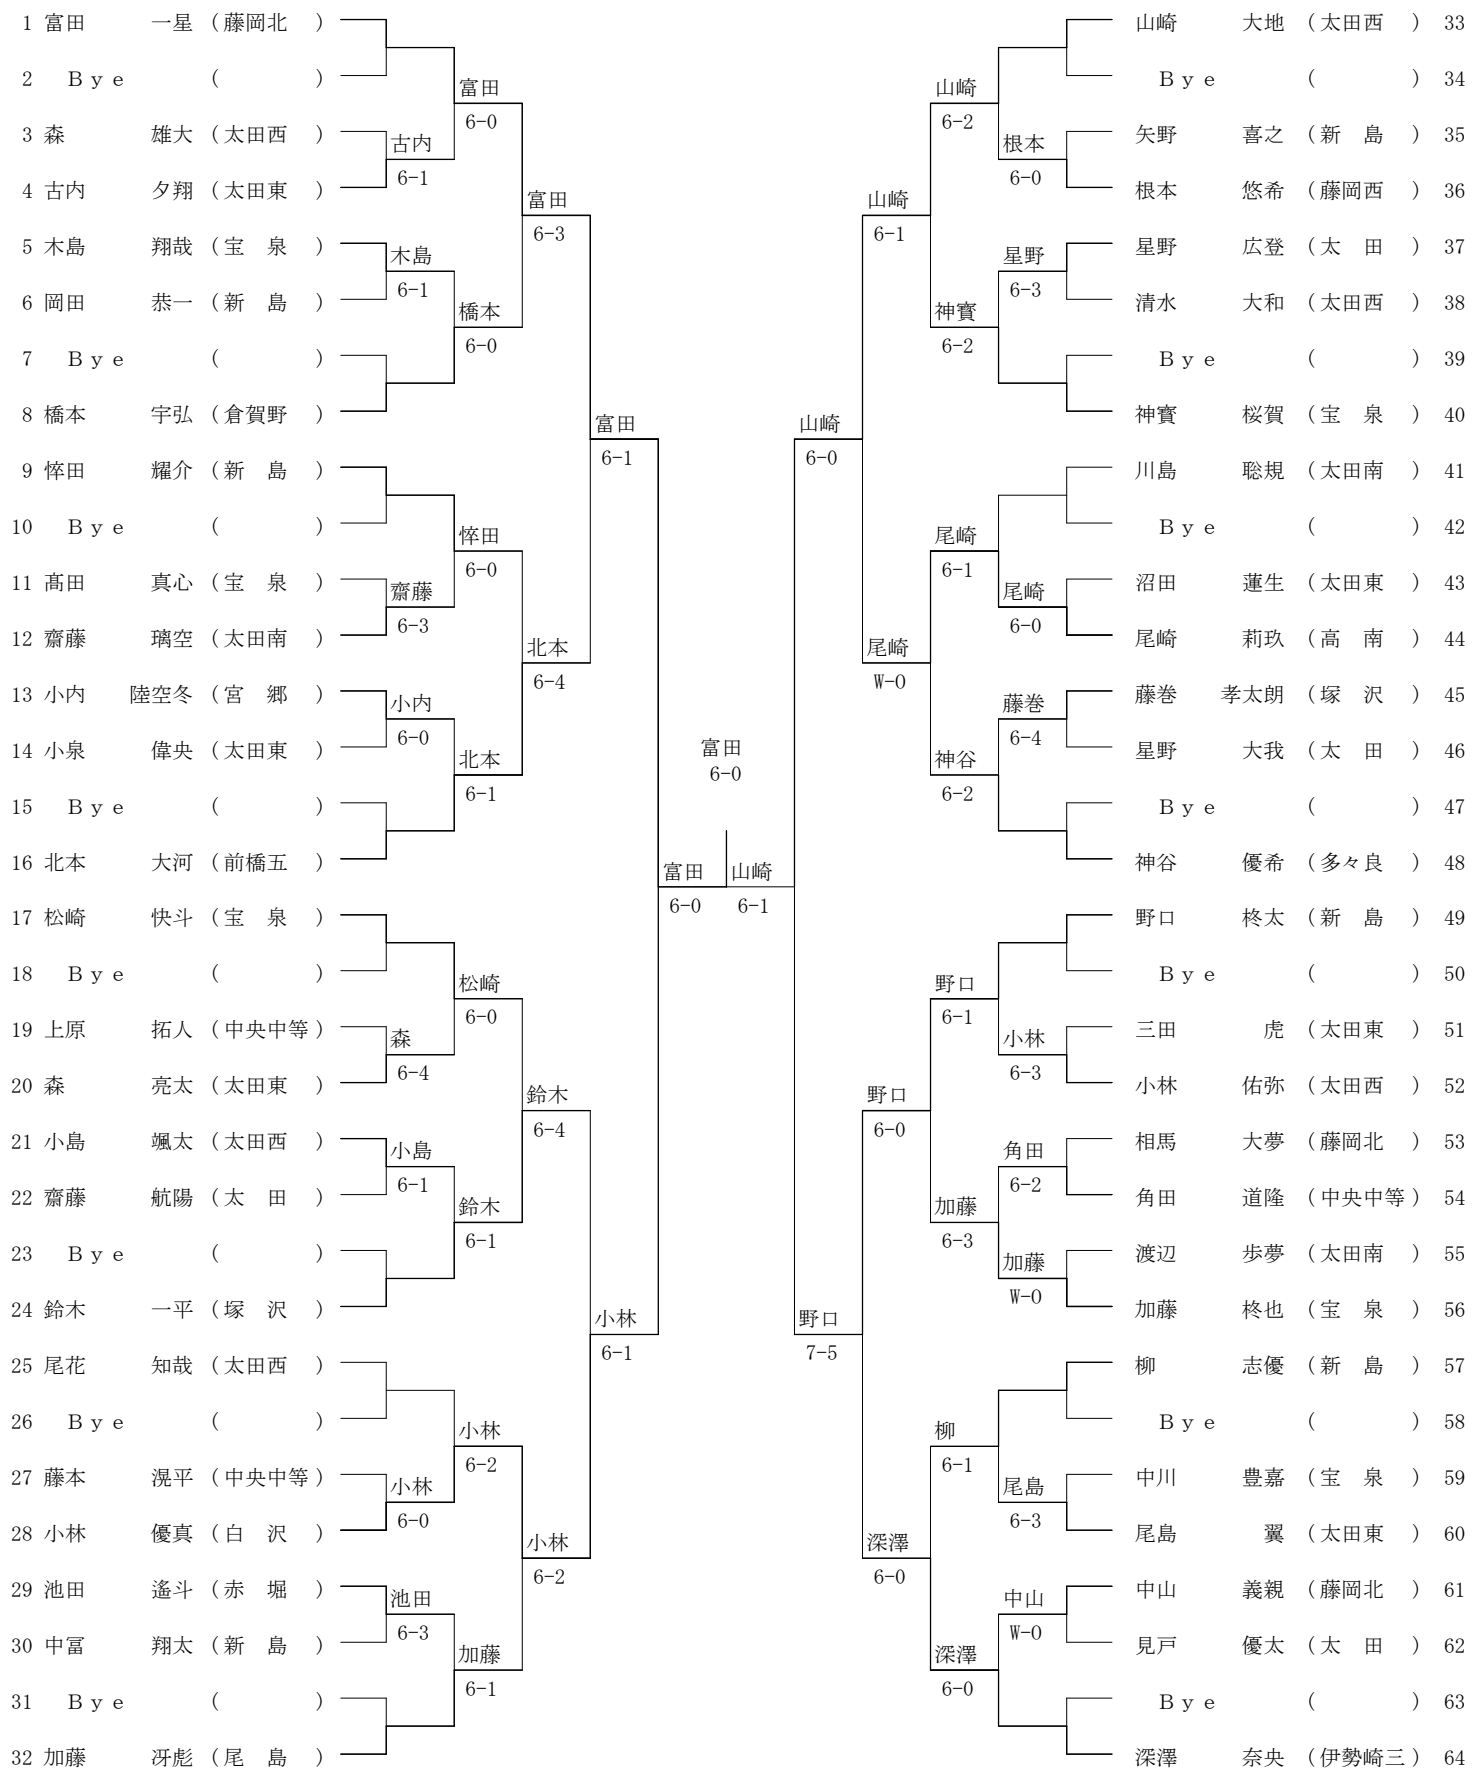 1 富田 一星 （藤岡北 ）
2 Ｂｙｅ （ ）
3 森 雄大 （太田西 ）
4 古内 夕翔 （太田東 ）
5 木島 翔哉 （宝 泉 ）
6 岡田 恭一 （新 島 ）
7 Ｂｙｅ （ ）
8 橋本 宇弘 （倉賀野 ）
9 悴田 耀介 （新 島 ）
10 Ｂｙｅ （ ）
11 髙田 真心 （宝 泉 ）
12 齋藤 璃空 （太田南 ）
13 小内 陸空冬 （宮 郷 ）
14 小泉 偉央 （太田東 ）
15 Ｂｙｅ （ ）
16 北本 大河 （前橋五 ）
17 松崎 快斗 （宝 泉 ）
18 Ｂｙｅ （ ）
19 上原 拓人 （中央中等）
20 森 亮太 （太田東 ）
21 小島 颯太 （太田西 ）
22 齋藤 航陽 （太 田 ）
23 Ｂｙｅ （ ）
24 鈴木 一平 （塚 沢 ）
25 尾花 知哉 （太田西 ）
26 Ｂｙｅ （ ）
27 藤本 滉平 （中央中等）
28 小林 優真 （白 沢 ）
29 池田 遙斗 （赤 堀 ）
30 中冨 翔太 （新 島 ）
31 Ｂｙｅ （ ）
32 加藤 冴彪 （尾 島 ）
古内
6-1
木島
6-1
齋藤
6-3
小内
6-0
森
6-4
小島
6-1
小林
6-0
池田
6-3
富田
6-0
橋本
6-0
悴田
6-0
北本
6-1
松崎
6-0
鈴木
6-1
小林
6-2
加藤
6-1
富田
6-3
北本
6-4
鈴木
6-4
小林
6-2
富田
6-1
小林
6-1
富田
6-0
富田
6-0
山崎
6-1
山崎
6-0
野口
7-5
山崎
6-1
尾崎
W-0
野口
6-0
深澤
6-0
山崎
6-2
神寳
6-2
尾崎
6-1
神谷
6-2
野口
6-1
加藤
6-3
柳
6-1
深澤
6-0
根本
6-0
星野
6-3
尾崎
6-0
藤巻
6-4
小林
6-3
角田
6-2
加藤
W-0
尾島
6-3
中山
W-0
山崎 大地 （太田西 ） 33
Ｂｙｅ （ ） 34
矢野 喜之 （新 島 ） 35
根本 悠希 （藤岡西 ） 36
星野 広登 （太 田 ） 37
清水 大和 （太田西 ） 38
Ｂｙｅ （ ） 39
神寳 桜賀 （宝 泉 ） 40
川島 聡規 （太田南 ） 41
Ｂｙｅ （ ） 42
沼田 蓮生 （太田東 ） 43
尾崎 莉玖 （高 南 ） 44
藤巻 孝太朗 （塚 沢 ） 45
星野 大我 （太 田 ） 46
Ｂｙｅ （ ） 47
神谷 優希 （多々良 ） 48
野口 柊太 （新 島 ） 49
Ｂｙｅ （ ） 50
三田 虎 （太田東 ） 51
小林 佑弥 （太田西 ） 52
相馬 大夢 （藤岡北 ） 53
角田 道隆 （中央中等） 54
渡辺 歩夢 （太田南 ） 55
加藤 柊也 （宝 泉 ） 56
柳 志優 （新 島 ） 57
Ｂｙｅ （ ） 58
中川 豊嘉 （宝 泉 ） 59
尾島 翼 （太田東 ） 60
中山 義親 （藤岡北 ） 61
見戸 優太 （太 田 ） 62
Ｂｙｅ （ ） 63
深澤 奈央 （伊勢崎三） 64